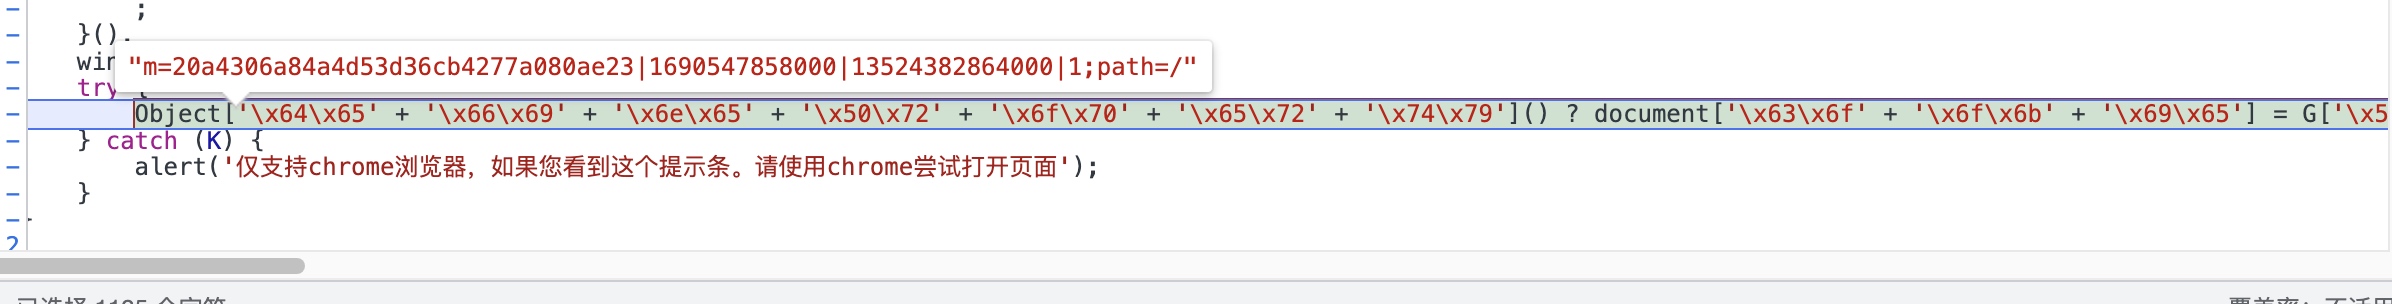 ;
}().
win
"m=20a4306a84a4d53d36cb4277a080ae23|1690547858000|13524382864000|1;path=/"
try {
Object['\x64\x65' + '\x66\x69' + '\x6e\x65' + '\x50\x72' + '\x6f\x70' + '\x65\x72' + '\x74\x79']() ? document['\x63\x6f' + '\x6f\x6b' + '\x69\x65'] = G['\x5
} catch (K) {
alert('仅支持chrome浏览器，如果您看到这个提示条。请使用chrome尝试打开页面');
}
2